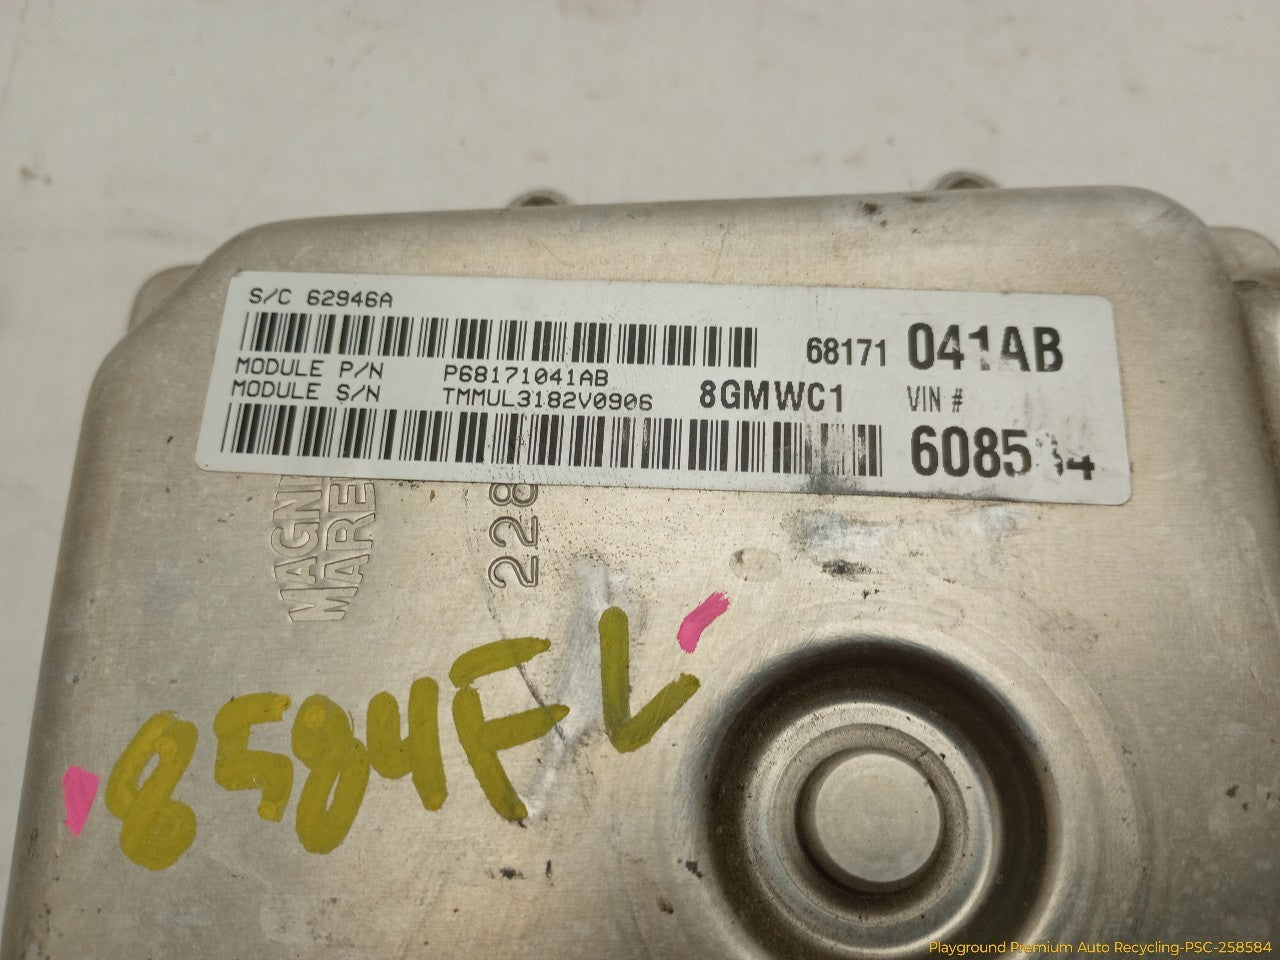 S/C 62946A
68171 041AB
MODULE P/N P68171041AB
MODULE S/N TMMUL3182V0906 8GMWC1 VIN #
228
8584FL
Playground Premium Auto Recycling-PSC-258584